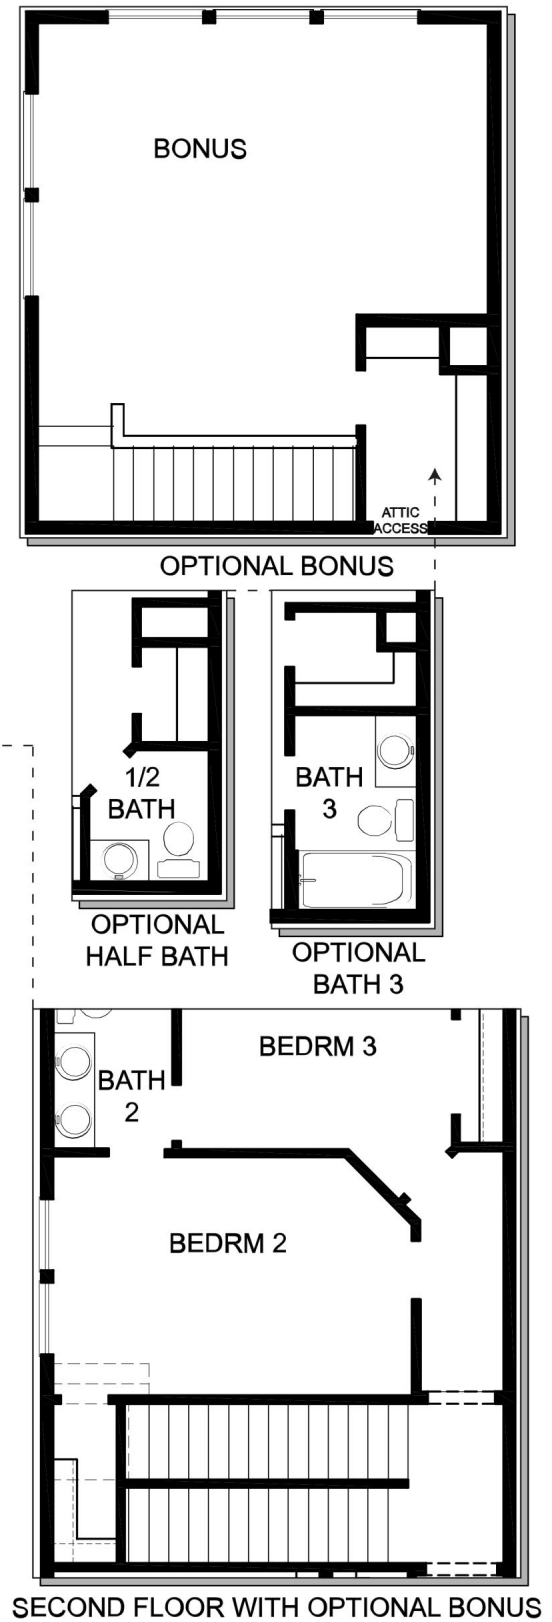 BONUS
ATTIC
ACCESS
OPTIONAL BONUS
1/2
BATH
BATH
3
OPTIONAL
HALF BATH
OPTIONAL
BATH 3
BEDRM 3
BATH
2
BEDRM 2
SECOND FLOOR WITH OPTIONAL BONUS